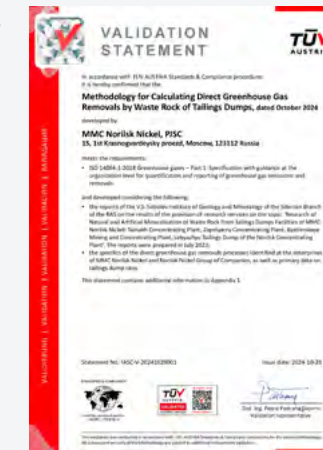 VALIDATION
STATEMENT
TÜV
AUSTRIA
In accordance with TÜV AUSTRIA Standards & Compliance procedures
it is hereby confirmed that the
Methodology for Calculating Direct Greenhouse Gas
Removals by Waste Rock of Tailings Dumps, dated October 2024
developed by
MMC Norilsk Nickel, PJSC
15, 1st Krasnogvardeysky proezd, Moscow, 123112 Russia
meets the requirements:
• ISO 14064-1:2018 Greenhouse gases – Part 1: Specification with guidance at the
organization level for quantification and reporting of greenhouse gas emissions and
removals
and developed considering the following:
• the reports of the V.S. Sobolev Institute of Geology and Mineralogy of the Siberian Branch
of the RAS on the results of the provision of research services on the topic: "Research of
Natural and Artificial Mineralization of Waste Rock from Tailings Dumps Facilities of MMC
Norilsk Nickel: Talnakh Concentrating Plant, Zapolyarny Concentrating Plant, Bystrinskoye
Mining and Concentrating Plant, Lebyazhye Tailings Dump of the Norilsk Concentrating
Plant". The reports were prepared in July 2023;
• the specifics of the direct greenhouse gas removals processes identified at the enterprises
of MMC Norilsk Nickel and Norilsk Nickel Group of Companies, as well as primary data on
tailings dump sites.
This statement contains additional information in Appendix 1.
Statement No.: IASC-V-20241029001
Issue date: 2024-10-29
TÜV
AUSTRIA
VALIDATED
Validation representative